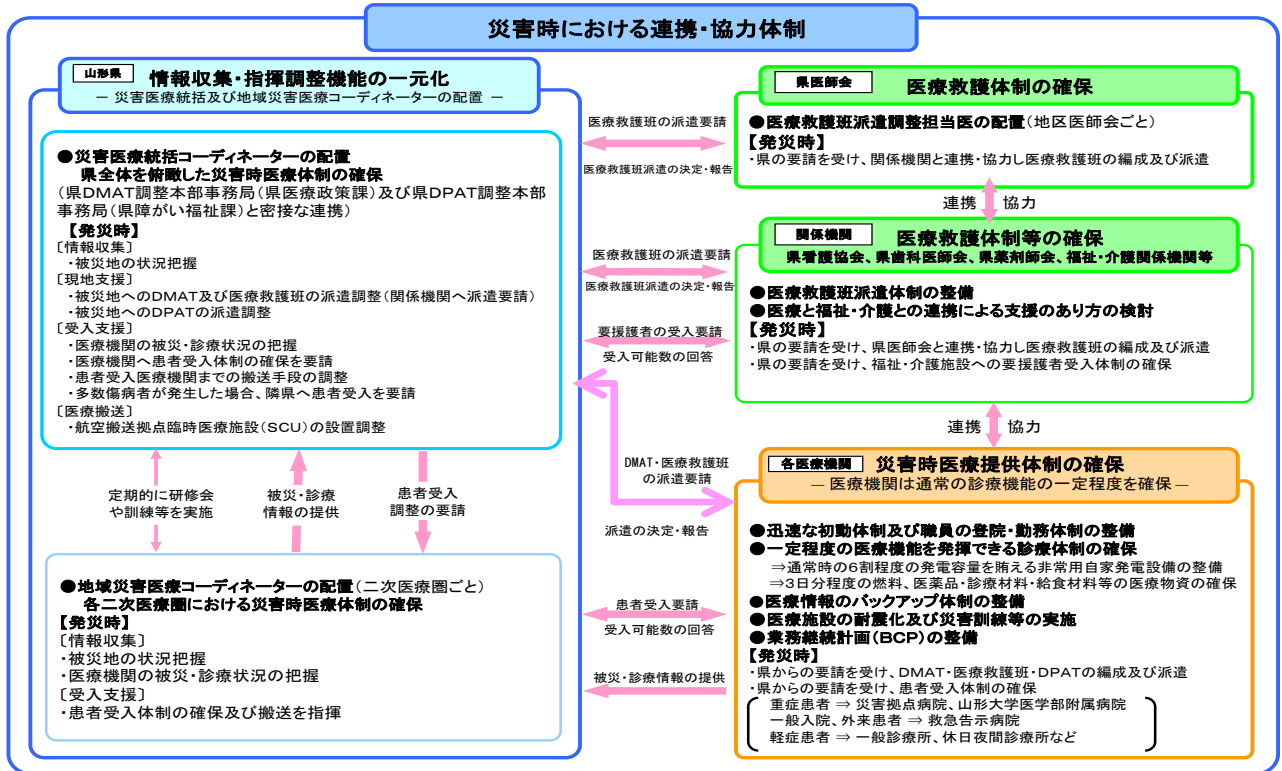 災害時における連携・協力体制
山形県 情報収集・指揮調整機能の一元化
― 災害医療統括及び地域災害医療コーディネーターの配置 ―
●災害医療統括コーディネーターの配置
県全体を俯瞰した災害時医療体制の確保
(県DMAT調整本部事務局(県医療政策課)及び県DPAT調整本部
事務局(県障がい福祉課)と密接な連携)
【発災時】
〔情報収集〕
・被災地の状況把握
〔現地支援〕
・被災地へのDMAT及び医療救護班の派遣調整(関係機関へ派遣要請)
・被災地へのDPATの派遣調整
〔受入支援〕
・医療機関の被災・診療状況の把握
・医療機関へ患者受入体制の確保を要請
・患者受入医療機関までの搬送手段の調整
・多数傷病者が発生した場合、隣県へ患者受入を要請
〔医療搬送〕
・航空搬送拠点臨時医療施設(SCU)の設置調整
定期的に研修会
や訓練等を実施
被災・診療
情報の提供
患者受入
調整の要請
●地域災害医療コーディネーターの配置(二次医療圏ごと)
各二次医療圏における災害時医療体制の確保
【発災時】
〔情報収集〕
・被災地の状況把握
・医療機関の被災・診療状況の把握
〔受入支援〕
・患者受入体制の確保及び搬送を指揮
医療救護班の派遣要請
医療救護班派遣の決定・報告
医療救護班の派遣要請
医療救護班派遣の決定・報告
要援護者の受入要請
受入可能数の回答
DMAT・医療救護班
の派遣要請
派遣の決定・報告
患者受入要請
受入可能数の回答
被災・診療情報の提供
県医師会 医療救護体制の確保
●医療救護班派遣調整担当医の配置(地区医師会ごと)
【発災時】
・県の要請を受け、関係機関と連携・協力し医療救護班の編成及び派遣
連携 協力
関係機関 医療救護体制等の確保
県看護協会、県歯科医師会、県薬剤師会、福祉・介護関係機関等
●医療救護班派遣体制の整備
●医療と福祉・介護との連携による支援のあり方の検討
【発災時】
・県の要請を受け、県医師会と連携・協力し医療救護班の編成及び派遣
・県の要請を受け、福祉・介護施設への要援護者受入体制の確保
連携 協力
各医療機関 災害時医療提供体制の確保
― 医療機関は通常の診療機能の一定程度を確保 ―
●迅速な初動体制及び職員の登院・勤務体制の整備
●一定程度の医療機能を発揮できる診療体制の確保
⇒通常時の6割程度の発電容量を賄える非常用自家発電設備の整備
⇒3日分程度の燃料、医薬品・診療材料・給食材料等の医療物資の確保
●医療情報のバックアップ体制の整備
●医療施設の耐震化及び災害訓練等の実施
●業務継続計画(BCP)の整備
【発災時】
・県からの要請を受け、DMAT・医療救護班・DPATの編成及び派遣
・県からの要請を受け、患者受入体制の確保
重症患者 ⇒ 災害拠点病院、山形大学医学部附属病院
一般入院、外来患者 ⇒ 救急告示病院
軽症患者 ⇒ 一般診療所、休日夜間診療所など